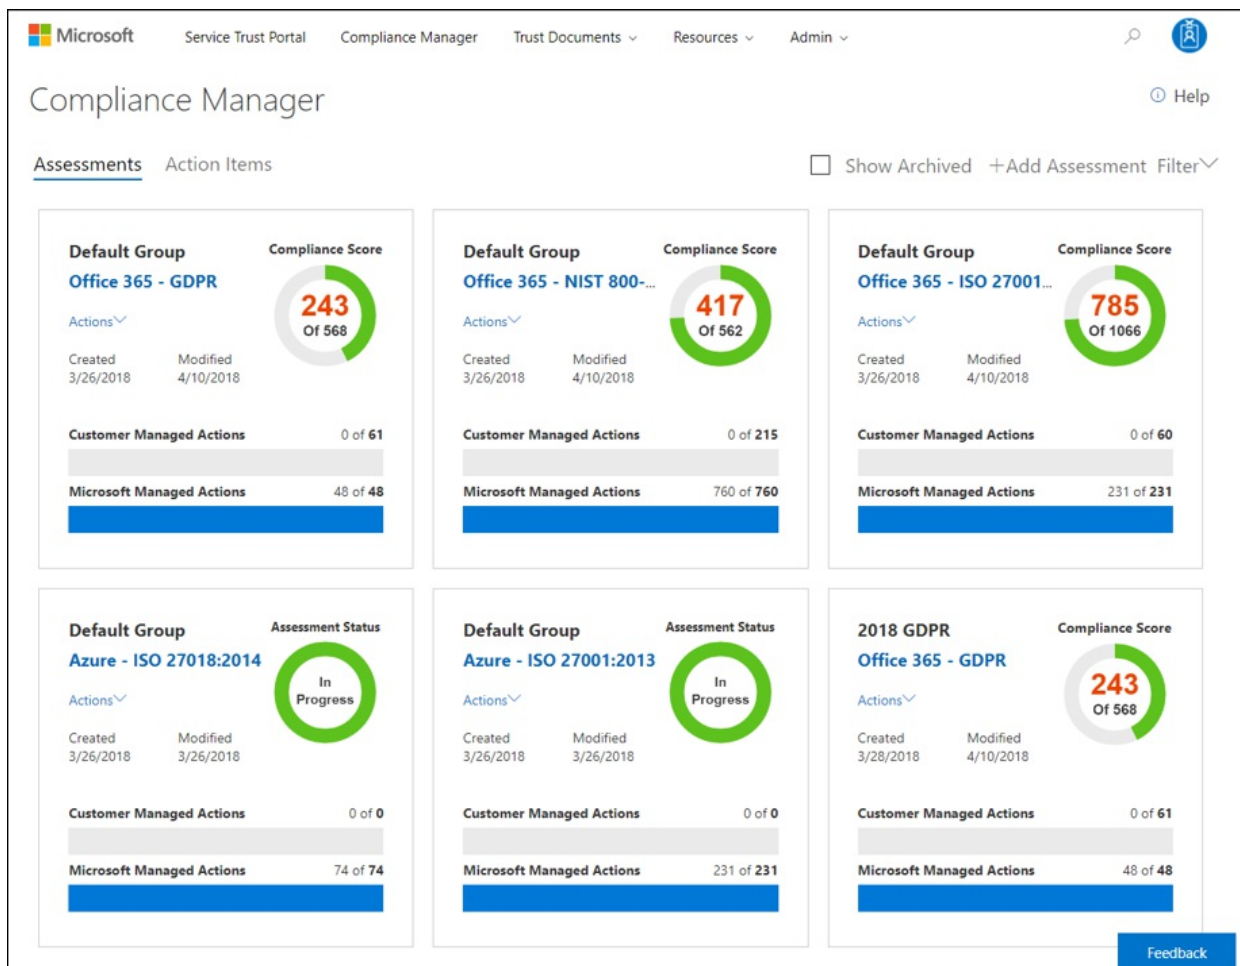 Microsoft Service Trust Portal Compliance Manager Trust Documents Resources Admin
Compliance Manager
Help
Assessments Action Items
Show Archived +Add Assessment Filter
Default Group Compliance Score
Office 365 - GDPR
243
Of 568
Actions
Created Modified
3/26/2018 4/10/2018
Customer Managed Actions 0 of 61
Microsoft Managed Actions 48 of 48
Default Group Compliance Score
Office 365 - NIST 800-...
417
Of 562
Actions
Created Modified
3/26/2018 4/10/2018
Customer Managed Actions 0 of 215
Microsoft Managed Actions 760 of 760
Default Group Compliance Score
Office 365 - ISO 27001...
785
Of 1066
Actions
Created Modified
3/26/2018 4/10/2018
Customer Managed Actions 0 of 60
Microsoft Managed Actions 231 of 231
Default Group Assessment Status
Azure - ISO 27018:2014
In
Progress
Actions
Created Modified
3/26/2018 3/26/2018
Customer Managed Actions 0 of 0
Microsoft Managed Actions 74 of 74
Default Group Assessment Status
Azure - ISO 27001:2013
In
Progress
Actions
Created Modified
3/26/2018 3/26/2018
Customer Managed Actions 0 of 0
Microsoft Managed Actions 231 of 231
2018 GDPR Compliance Score
Office 365 - GDPR
243
Of 568
Actions
Created Modified
3/28/2018 4/10/2018
Customer Managed Actions 0 of 61
Microsoft Managed Actions 48 of 48
Feedback